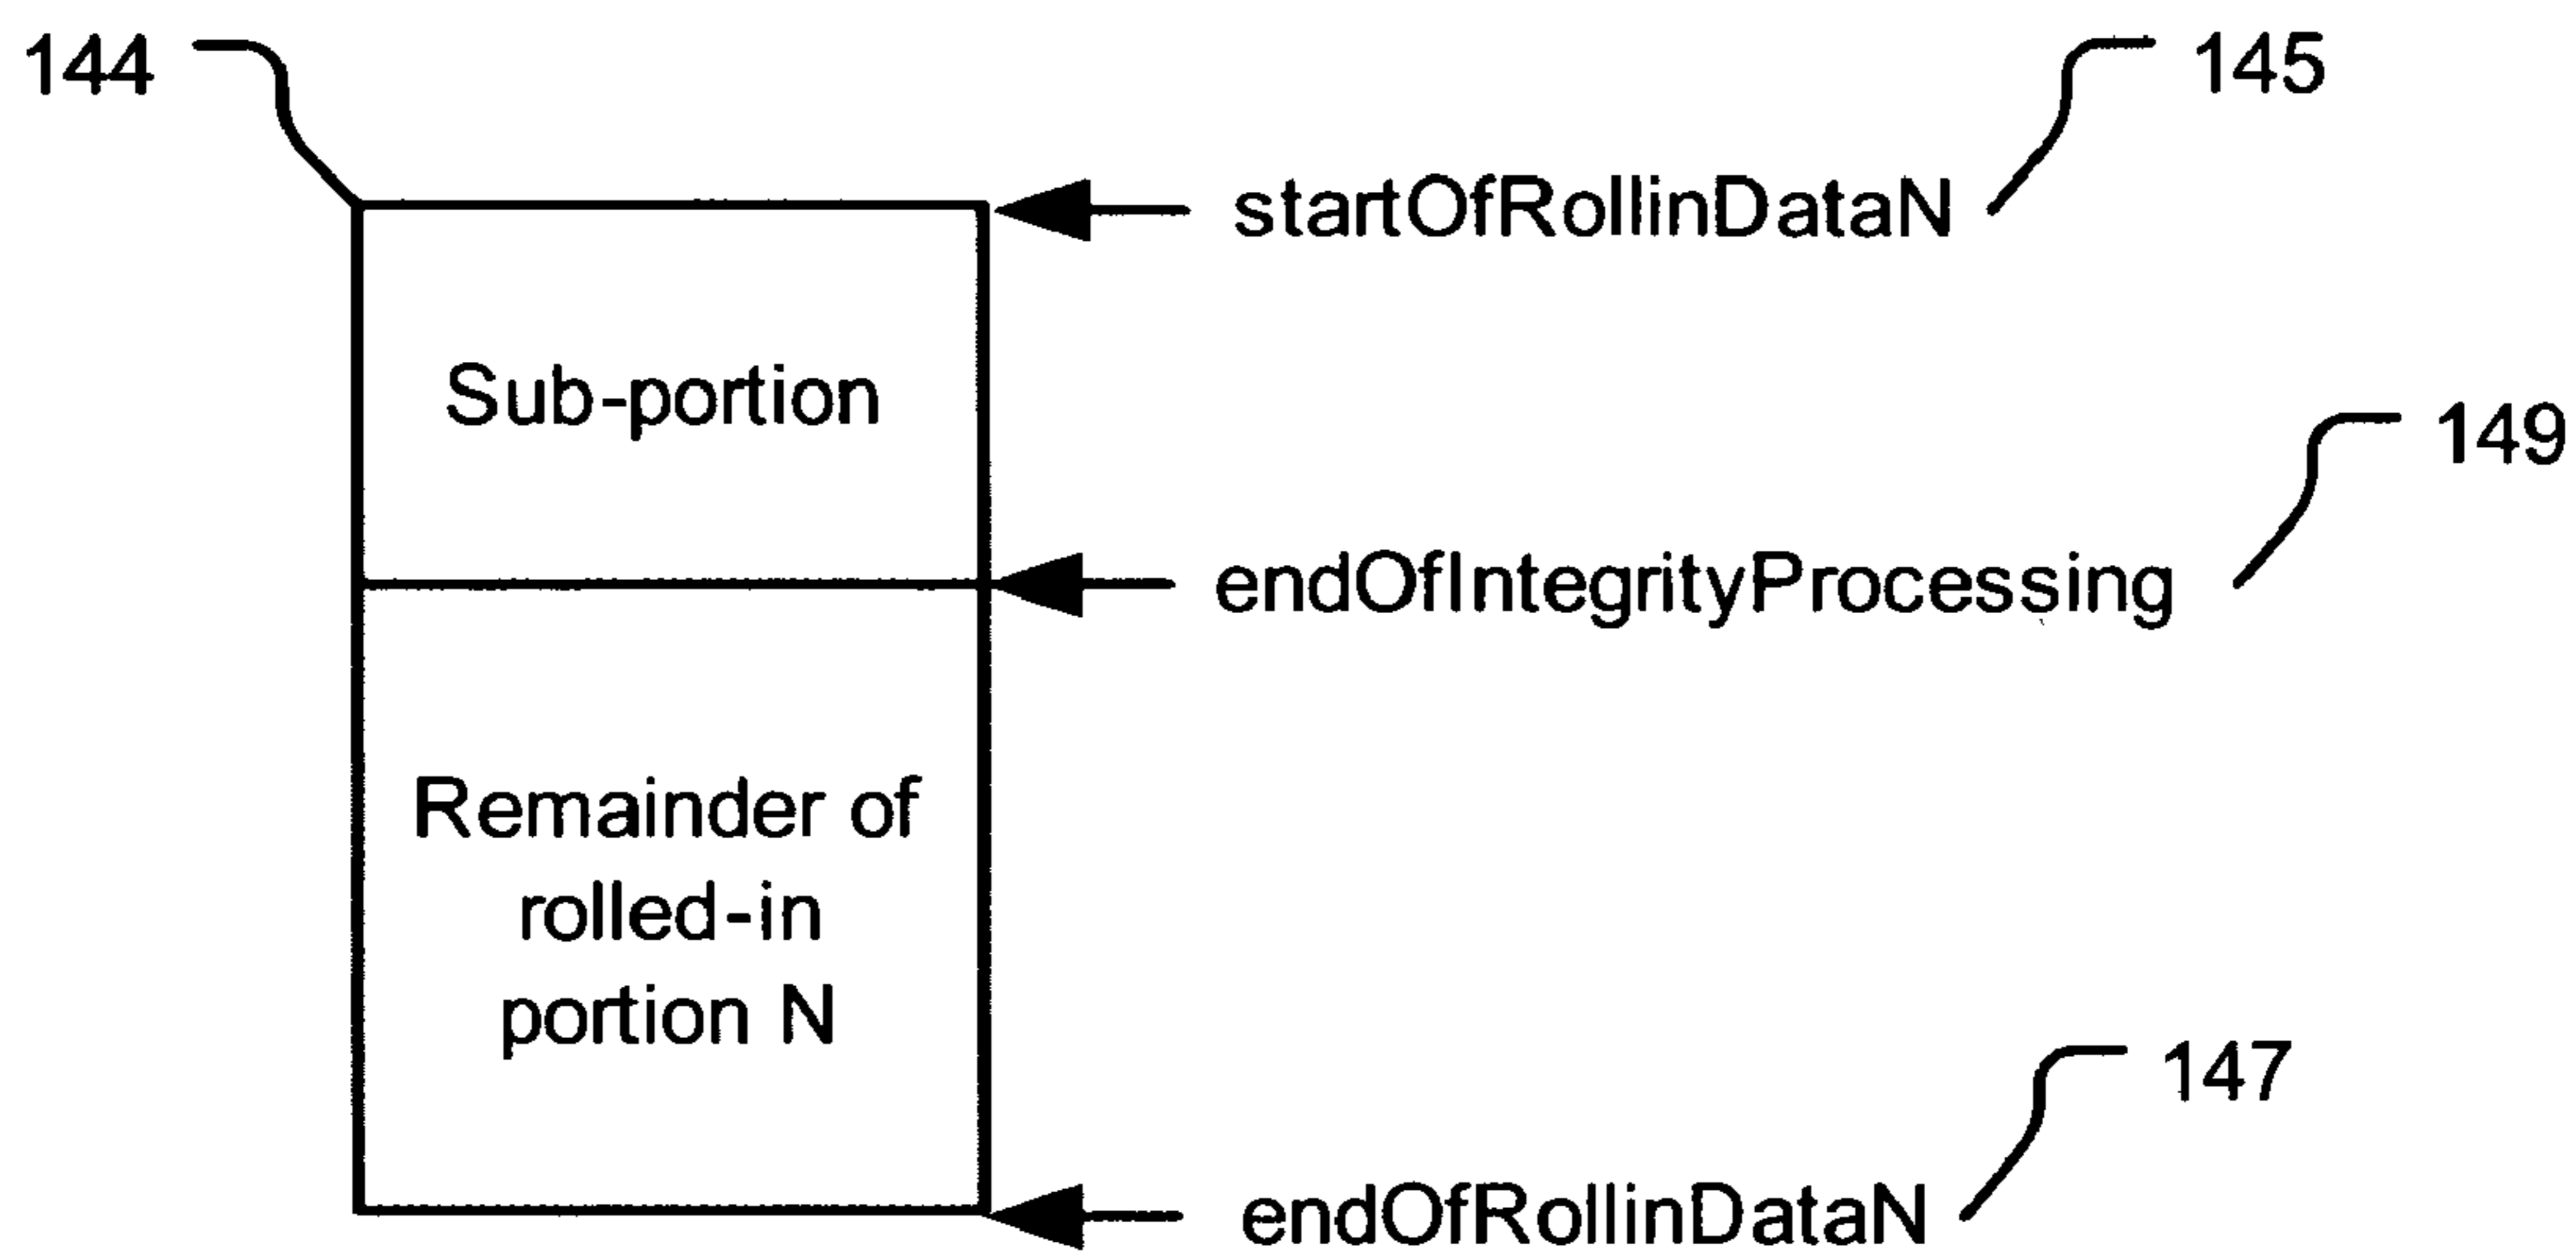 144
145
startOfRollinDataN
Sub-portion
149
endOfIntegrityProcessing
Remainder of
rolled-in
portion N
147
endOfRollinDataN